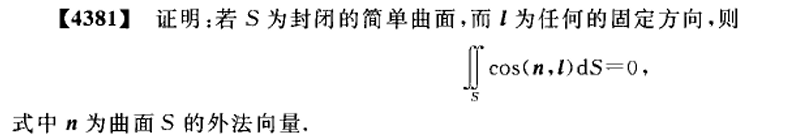 【4381】 证明:若 S 为封闭的简单曲面,而 l 为任何的固定方向,则
∬_S cos(n,l)dS=0,
式中 n 为曲面 S 的外法向量.